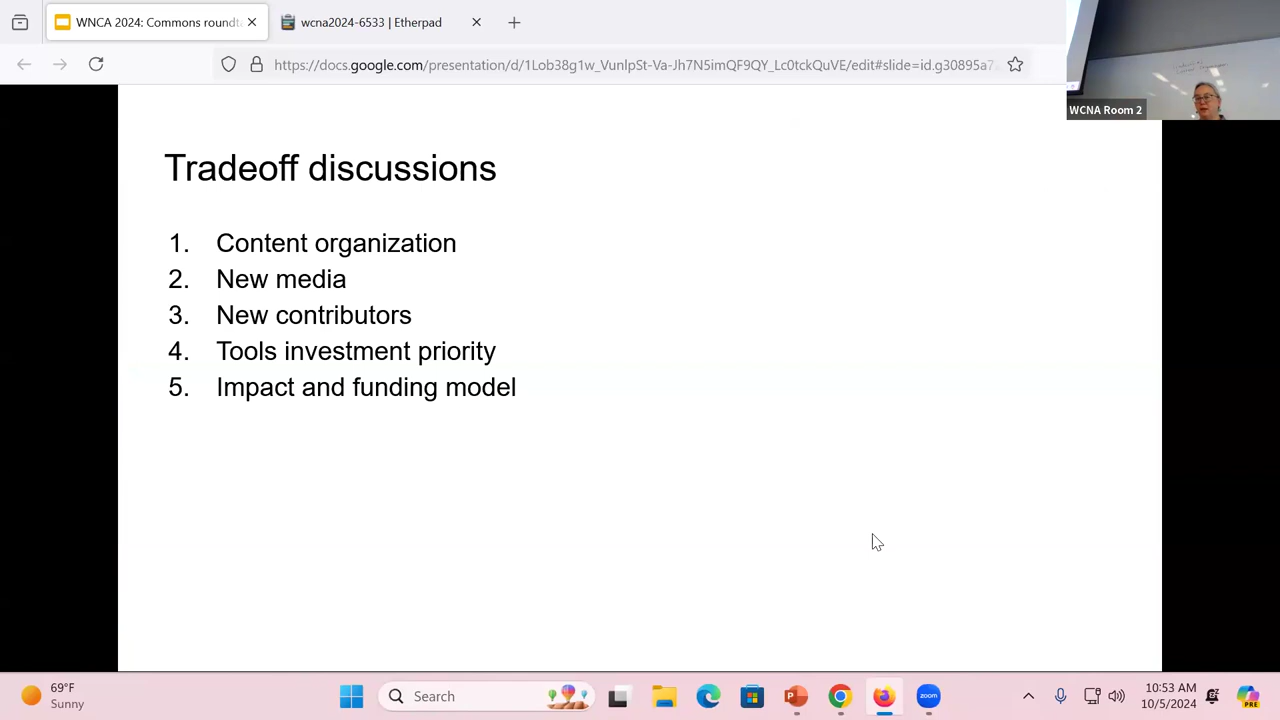 WNCA 2024: Commons roundt
wcna2024-6533 | Etherpad
https://docs.google.com/presentation/d/1Lob38g1w_VunlpSt-Va-Jh7N5imQF9QY_Lc0tckQuVE/edit#slide=id.g30895a7
WCNA Room 2
Tradeoff discussions
1. Content organization
2. New media
3. New contributors
4. Tools investment priority
5. Impact and funding model
69°F
Sunny
Search
zoom
10:53 AM
10/5/2024
PRE